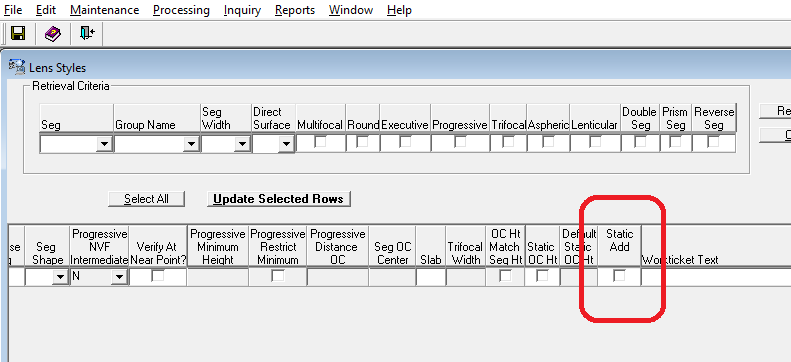 File Edit Maintenance Processing Inquiry Reports Window Help
Lens Styles
Retrieval Criteria
Seg Group Name Seg Width Direct Surface Multifocal Round Executive Progressive Trifocal Aspheric Lenticular Double Seg Prism Seg Reverse Seg
Re
Select All Update Selected Rows
Seg Shape Progressive NVF Intermediate Verify At Near Point? Progressive Minimum Height Progressive Restrict Minimum Progressive Distance OC Seg OC Center Slab Trifocal Width OC Ht Match Seg Ht Static OC Ht Default Static OC Ht Static Add Workticket Text
N